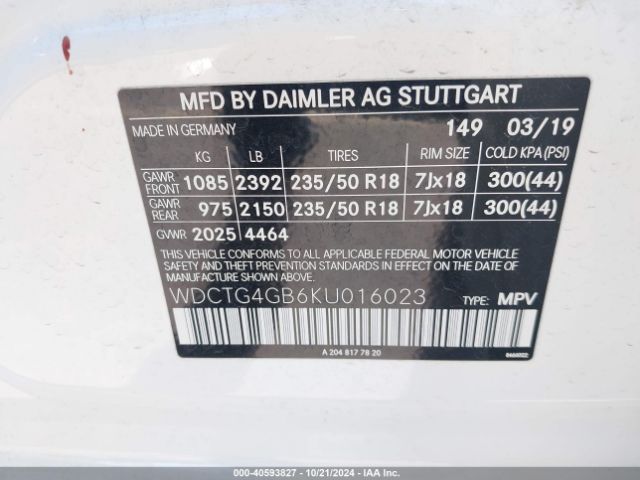 MFD BY DAIMLER AG STUTTGART
MADE IN GERMANY 149 03/19
KG LB TIRES RIM SIZE COLD KPA(PSI)
GAWR FRONT 1085 2392 235/50 R18 7Jx18 300(44)
GAWR REAR 975 2150 235/50 R18 7Jx18 300(44)
GVWR 2025 4464
THIS VEHICLE CONFORMS TO ALL APPLICABLE FEDERAL MOTOR VEHICLE
SAFETY AND THEFT PREVENTION STANDARDS IN EFFECT ON THE DATE OF
MANUFACTURE SHOWN ABOVE.
WDCTG4GB6KU016023 TYPE: MPV
A 204 817 78 20
Stock #: 40593827 - 10/21/2024 - IAA Inc.